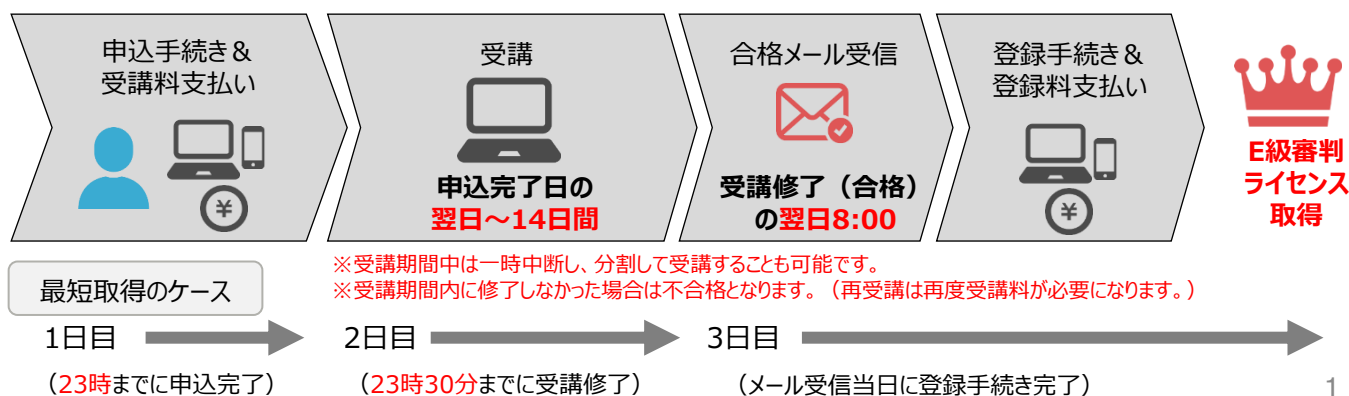 申込手続き＆
受講料支払い
¥
受講
申込完了日の
翌日～14日間
合格メール受信
受講修了（合格）
の翌日8:00
登録手続き＆
登録料支払い
¥
E級審判
ライセンス
取得
※受講期間中は一時中断し、分割して受講することも可能です。
※受講期間内に修了しなかった場合は不合格となります。（再受講は再度受講料が必要になります。）
最短取得のケース
1日目
2日目
3日目
（23時までに申込完了）
（23時30分までに受講修了）
（メール受信当日に登録手続き完了）
1